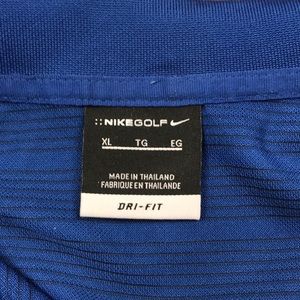 ::NIKEGOLF
XL TG EG
MADE IN THAILAND
FABRIQUE EN THAILANDE
DRI-FIT